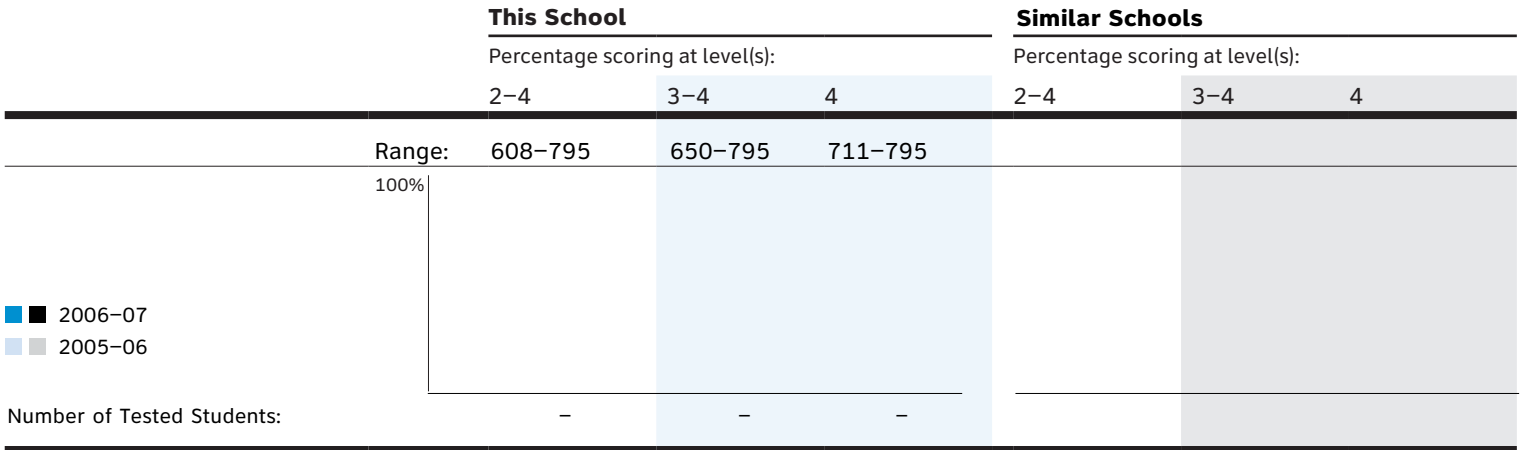 This School Similar Schools
Percentage scoring at level(s): Percentage scoring at level(s):
2–4 3–4 4 2–4 3–4 4
Range: 608–795 650–795 711–795
100%
2006–07
2005–06
Number of Tested Students: – – –